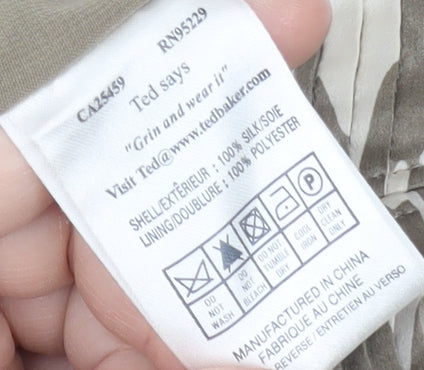 CA25459 RN95229
Ted says
"Grin and wear it"
Visit Ted@www.tedbaker.com
SHELL/EXTÉRIEUR : 100% SILK/SOIE
LINING/DOUBLURE : 100% POLYESTER
DO NOT WASH
DO NOT BLEACH
DO NOT TUMBLE DRY
COOL IRON
DRY CLEAN ONLY
P
MANUFACTURED IN CHINA
FABRIQUE AU CHINE
REVERSE / ENTRETIEN AU VERSO